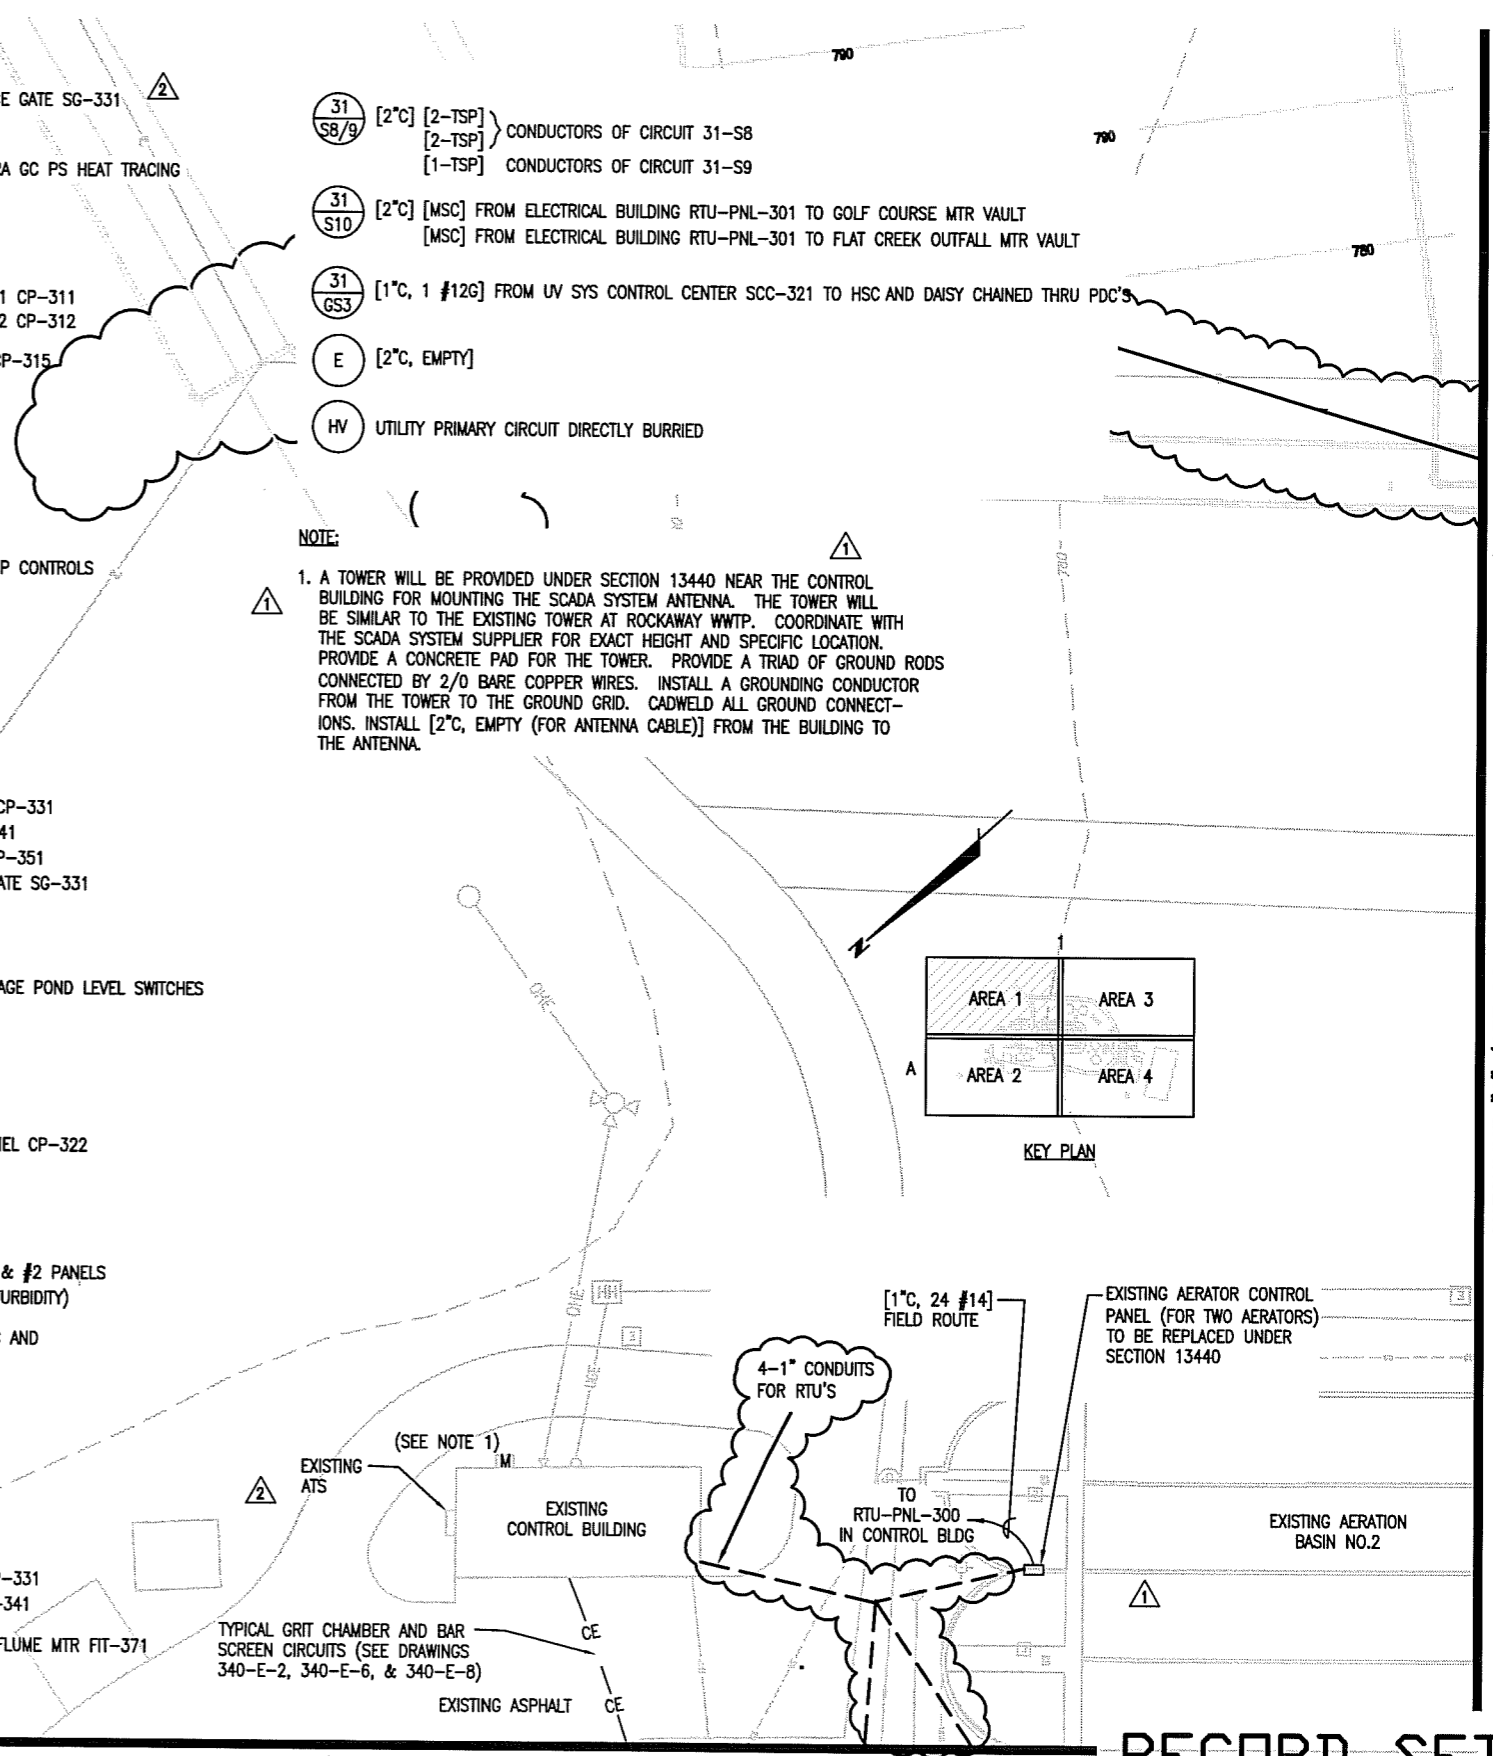 790
E GATE SG-331
2
31
S8/9
[2"C] [2-TSP]
[2-TSP]
CONDUCTORS OF CIRCUIT 31-S8
[1-TSP] CONDUCTORS OF CIRCUIT 31-S9
790
A GC PS HEAT TRACING
31
S10
[2"C] [MSC] FROM ELECTRICAL BUILDING RTU-PNL-301 TO GOLF COURSE MTR VAULT
[MSC] FROM ELECTRICAL BUILDING RTU-PNL-301 TO FLAT CREEK OUTFALL MTR VAULT
780
31
GS3
[1"C, 1 #12G] FROM UV SYS CONTROL CENTER SCC-321 TO HSC AND DAISY CHAINED THRU PDC'S
1 CP-311
2 CP-312
CP-315
E
[2"C, EMPTY]
HV
UTILITY PRIMARY CIRCUIT DIRECTLY BURRIED
NOTE:
1
P CONTROLS
1
1. A TOWER WILL BE PROVIDED UNDER SECTION 13440 NEAR THE CONTROL
BUILDING FOR MOUNTING THE SCADA SYSTEM ANTENNA. THE TOWER WILL
BE SIMILAR TO THE EXISTING TOWER AT ROCKAWAY WWTP. COORDINATE WITH
THE SCADA SYSTEM SUPPLIER FOR EXACT HEIGHT AND SPECIFIC LOCATION.
PROVIDE A CONCRETE PAD FOR THE TOWER. PROVIDE A TRIAD OF GROUND RODS
CONNECTED BY 2/0 BARE COPPER WIRES. INSTALL A GROUNDING CONDUCTOR
FROM THE TOWER TO THE GROUND GRID. CADWELD ALL GROUND CONNECT-
IONS. INSTALL [2"C, EMPTY (FOR ANTENNA CABLE)] FROM THE BUILDING TO
THE ANTENNA.
CP-331
41
P-351
ATE SG-331
N
AGE POND LEVEL SWITCHES
OHE
1
AREA 1
AREA 3
A
AREA 2
AREA 4
KEY PLAN
EL CP-322
& #2 PANELS
URBIDITY)
AND
OHE
HH
3
UGE
[1"C, 24 #14]
FIELD ROUTE
EXISTING AERATOR CONTROL
PANEL (FOR TWO AERATORS)
TO BE REPLACED UNDER
SECTION 13440
3
4-1" CONDUITS
FOR RTU'S
(SEE NOTE 1)
M
2
EXISTING
ATS
EXISTING
CONTROL BUILDING
TO
RTU-PNL-300
IN CONTROL BLDG
EXISTING AERATION
BASIN NO.2
1
-331
-341
FLUME MTR FIT-371
TYPICAL GRIT CHAMBER AND BAR
SCREEN CIRCUITS (SEE DRAWINGS
340-E-2, 340-E-6, & 340-E-8)
CE
EXISTING ASPHALT
CE
RECORD SET